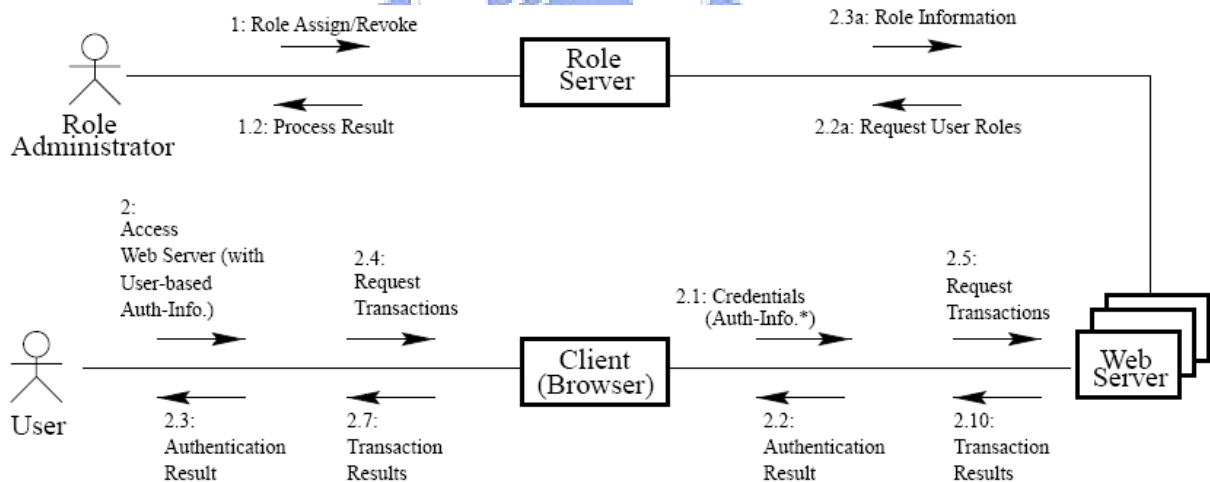 1: Role Assign/Revoke
2.3a: Role Information
Role
Server
1.2: Process Result
2.2a: Request User Roles
Role
Administrator
2:
Access
Web Server (with
User-based
Auth-Info.)
2.4:
Request
Transactions
2.1: Credentials
(Auth-Info.*)
2.5:
Request
Transactions
Client
(Browser)
Web
Server
User
2.3:
Authentication
Result
2.7:
Transaction
Results
2.2:
Authentication
Result
2.10:
Transaction
Results